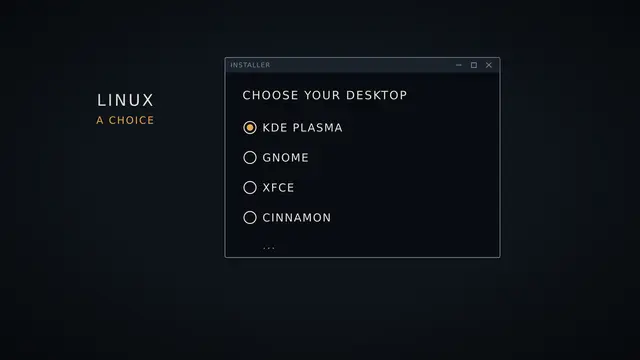 LINUX
A CHOICE
INSTALLER
CHOOSE YOUR DESKTOP
KDE PLASMA
GNOME
XFCE
CINNAMON
...